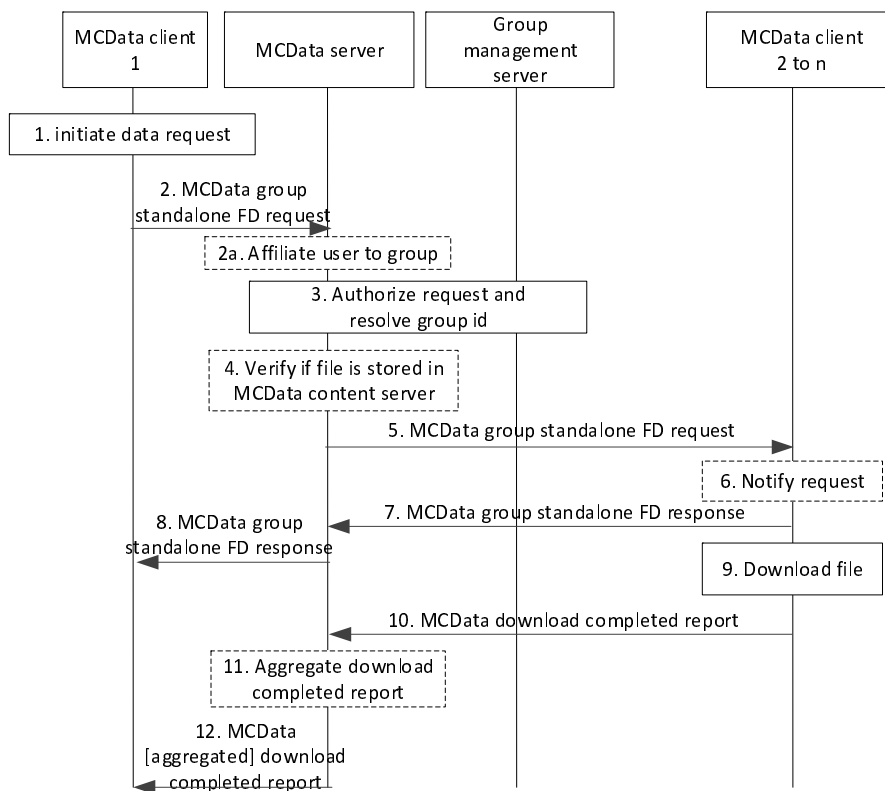 MCData client
1
MCData server
Group
management
server
MCData client
2 to n
1. initiate data request
2. MCData group
standalone FD request
2a. Affiliate user to group
3. Authorize request and
resolve group id
4. Verify if file is stored in
MCData content server
5. MCData group standalone FD request
6. Notify request
7. MCData group standalone FD response
8. MCData group
standalone FD response
9. Download file
10. MCData download completed report
11. Aggregate download
completed report
12. MCData
[aggregated] download
completed report